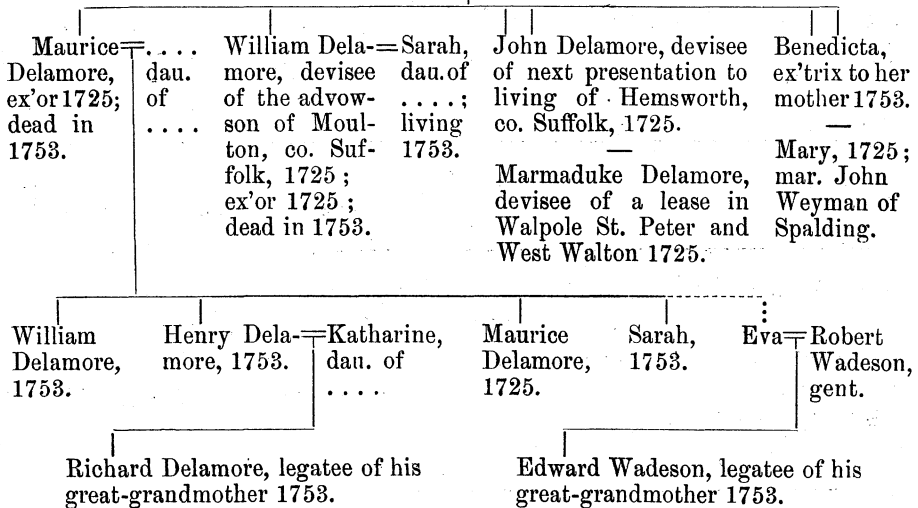 Maurice=. . . .
Delamore, dau.
ex'or 1725; of
dead in . . . .
1753.
William Dela-=Sarah,
more, devisee dau. of
of the advow- . . . . ;
son of Moul- living
ton, co. Suf- 1753.
folk, 1725 ;
ex'or 1725 ;
dead in 1753.
John Delamore, devisee
of next presentation to
living of Hemsworth,
co. Suffolk, 1725.
—
Marmaduke Delamore,
devisee of a lease in
Walpole St. Peter and
West Walton 1725.
Benedicta,
ex'trix to her
mother 1753.
—
Mary, 1725 ;
mar. John
Weyman of
Spalding.
William
Delamore,
1753.
Henry Dela-=Katharine,
more, 1753. dau. of
. . . .
Maurice
Delamore,
1725.
Sarah,
1753.
Eva=Robert
Wadeson,
gent.
Richard Delamore, legatee of his
great-grandmother 1753.
Edward Wadeson, legatee of his
great-grandmother 1753.